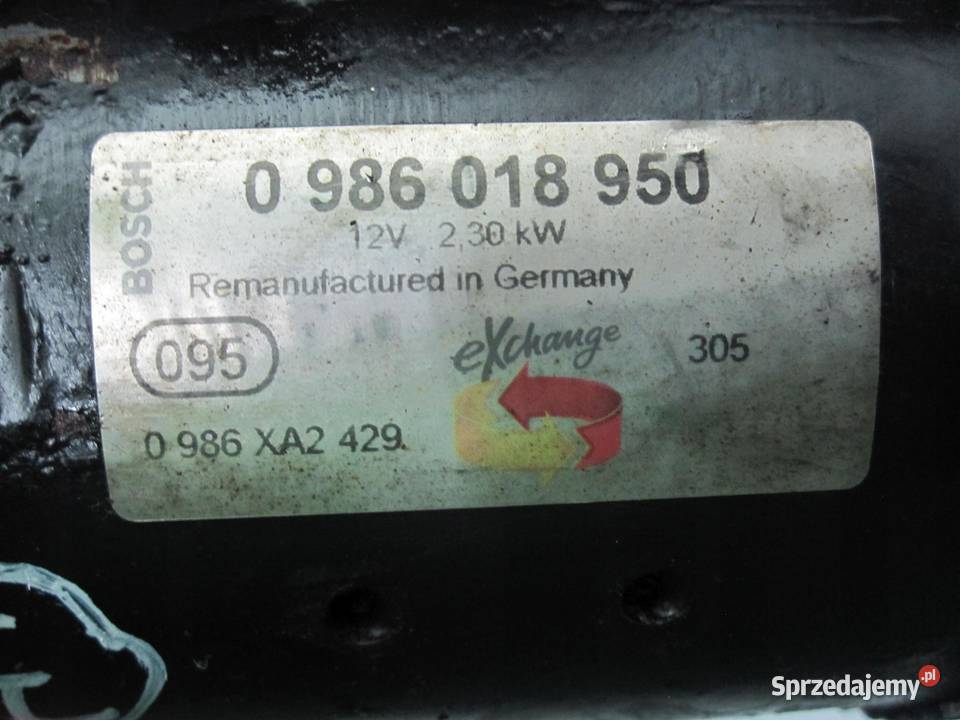 BOSCH
0 986 018 950
12V 2,30 kW
Remanufactured in Germany
095
eXchange
305
0 986 XA2 429
Sprzedajemy.pl